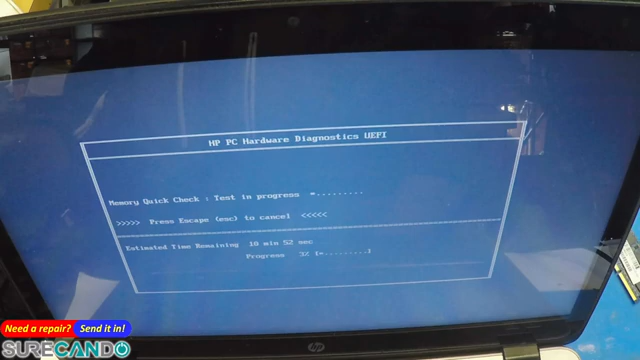 HP PC Hardware Diagnostics UEFI
Memory Quick Check : Test in progress *.........
>>>>> Press Escape (esc) to cancel <<<<<
Estimated Time Remaining 10 min 52 sec
Progress 3% [*.........]
hp
Need a repair? Send it in!
SURECANDO